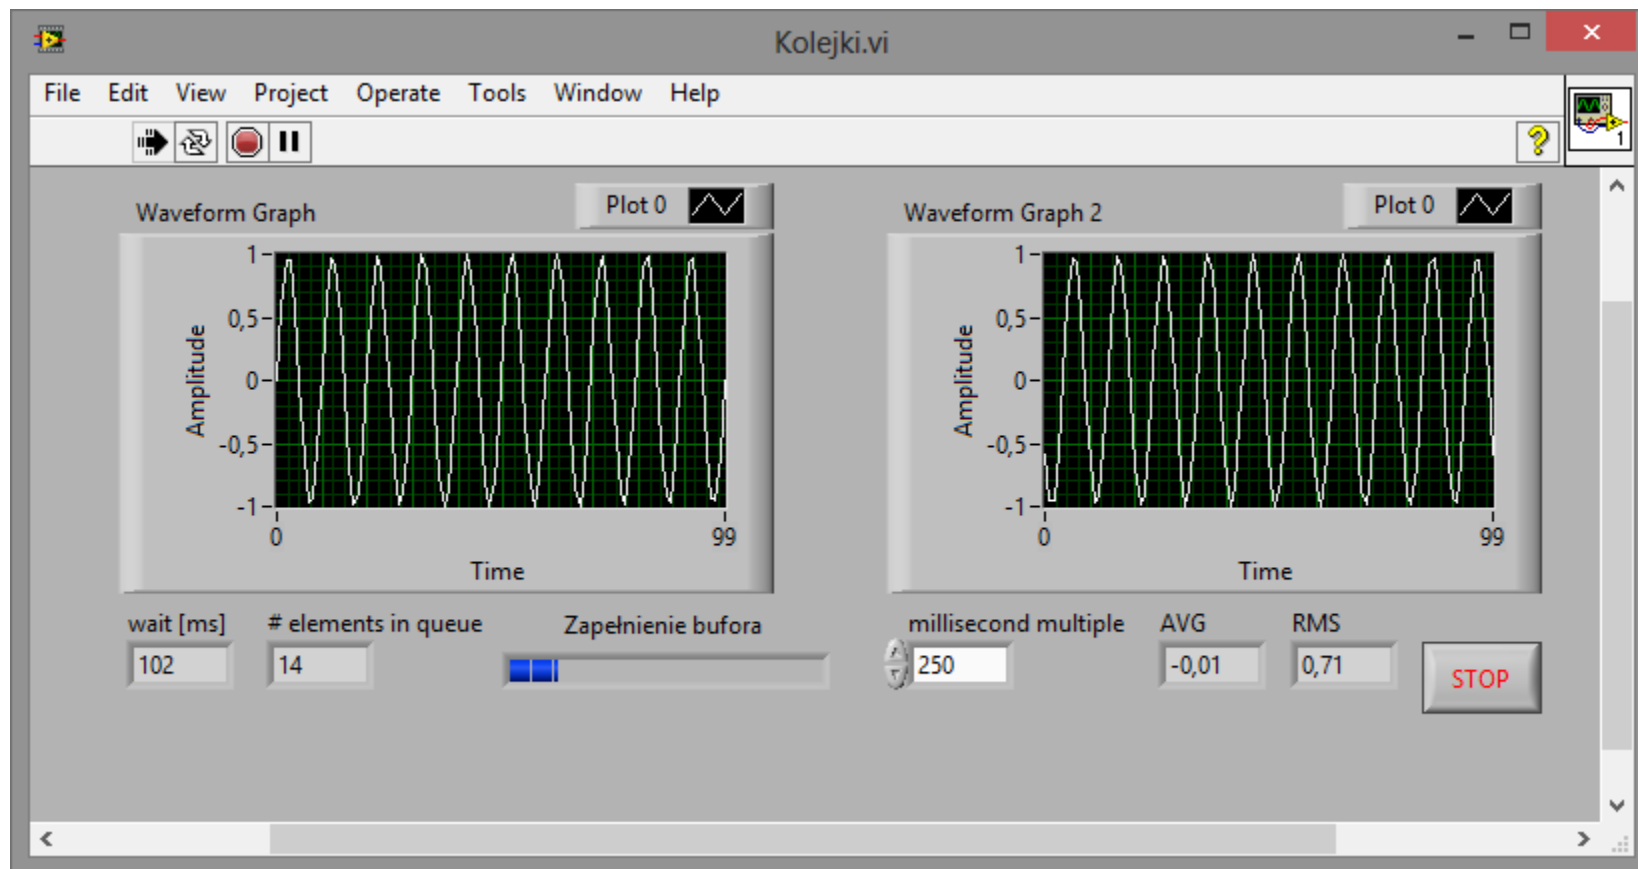 Kolejki.vi
File Edit View Project Operate Tools Window Help
?
1
Waveform Graph
Plot 0
1
0,5
0
-0,5
-1
Amplitude
0 99
Time
Waveform Graph 2
Plot 0
1
0,5
0
-0,5
-1
Amplitude
0 99
Time
wait [ms] # elements in queue Zapełnienie bufora millisecond multiple AVG RMS
102 14 250 -0,01 0,71
STOP